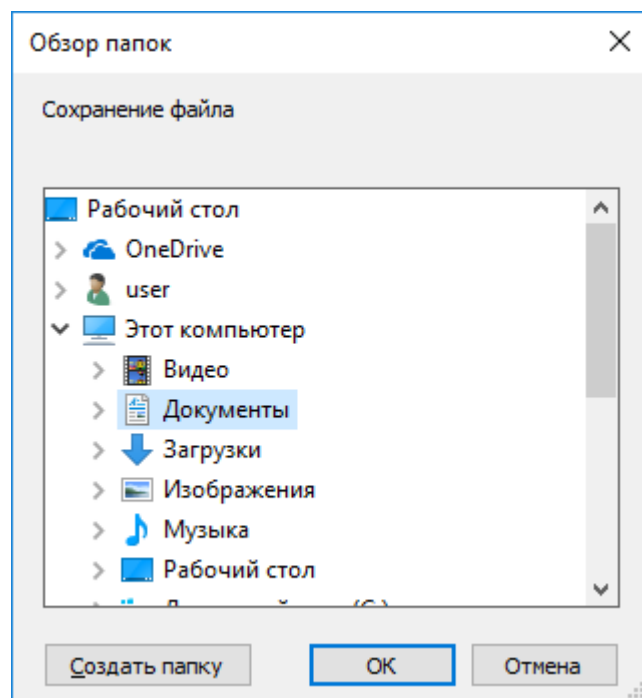 Обзор папок
Сохранение файла
Рабочий стол
OneDrive
user
Этот компьютер
Видео
Документы
Загрузки
Изображения
Музыка
Рабочий стол
Создать папку
OK
Отмена